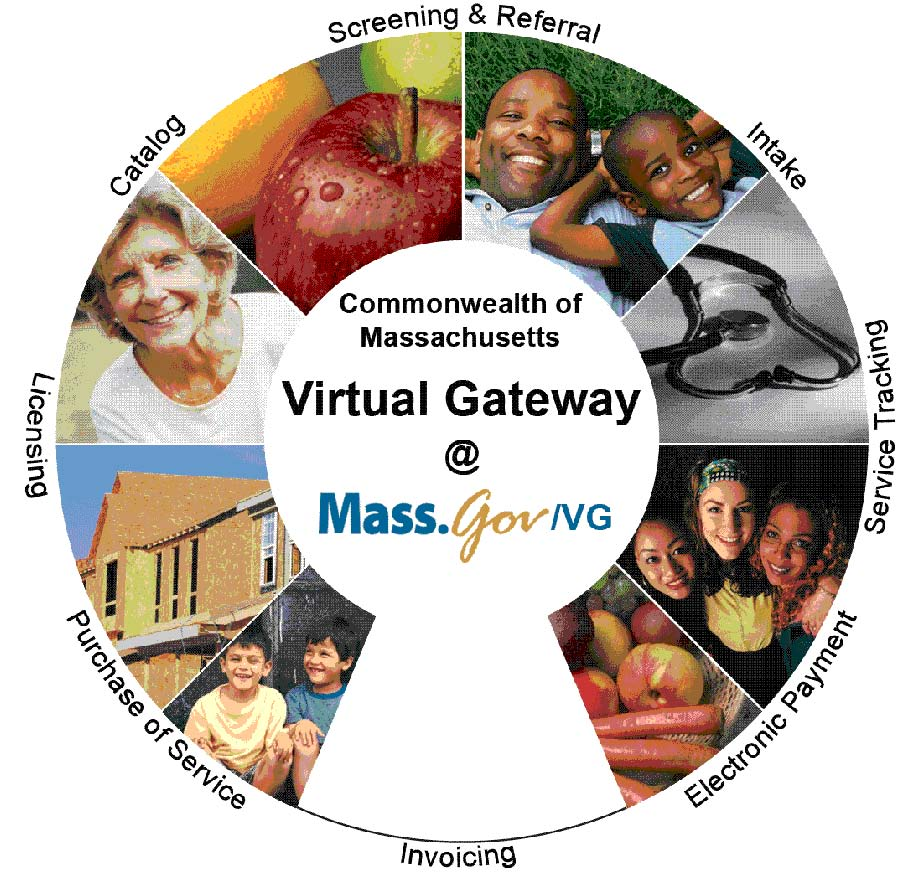 Screening & Referral
Intake
Service Tracking
Electronic Payment
Invoicing
Purchase of Service
Licensing
Catalog
Commonwealth of
Massachusetts
Virtual Gateway
@
Mass.Gov/VG